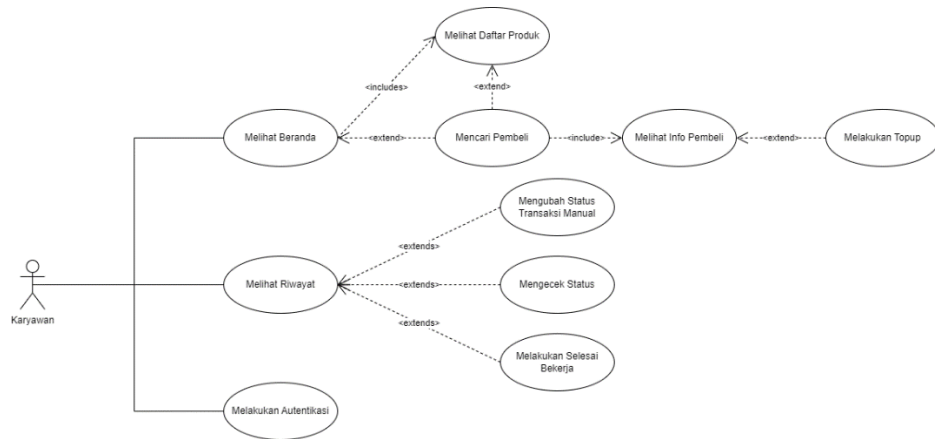 Melihat Daftar Produk
<includes>
<extend>
Melihat Beranda
<extend>
Mencari Pembeli
<include>
Melihat Info Pembeli
<extend>
Melakukan Topup
Mengubah Status
Transaksi Manual
<extends>
Karyawan
Melihat Riwayat
<extends>
Mengecek Status
<extends>
Melakukan Selesai
Bekerja
Melakukan Autentikasi